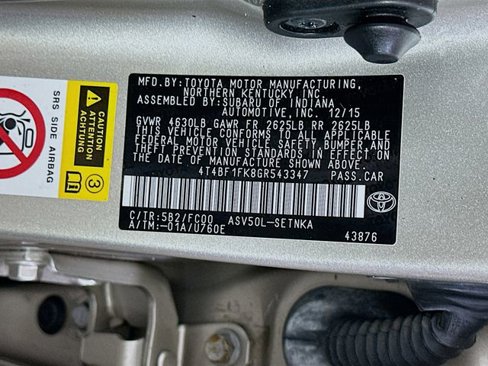 CAUTION
ATTENTION
ACHTUNG
SRS SIDE AIRBAG
3
MFD.BY:TOYOTA MOTOR MANUFACTURING,
NORTHERN KENTUCKY, INC.
ASSEMBLED BY:SUBARU OF INDIANA
AUTOMOTIVE, INC. 12/15
GVWR 4630LB GAWR FR 2625LB RR 2625LB
THIS VEHICLE CONFORMS TO ALL APPLICABLE
FEDERAL MOTOR VEHICLE SAFETY, BUMPER, AND
THEFT PREVENTION STANDARDS IN EFFECT ON
THE DATE OF MANUFACTURE SHOWN ABOVE.
4T4BF1FK8GR543347 PASS.CAR
C/TR:5B2/FC00 ASV50L-SETNKA
A/TM:-01A/U760E 43876